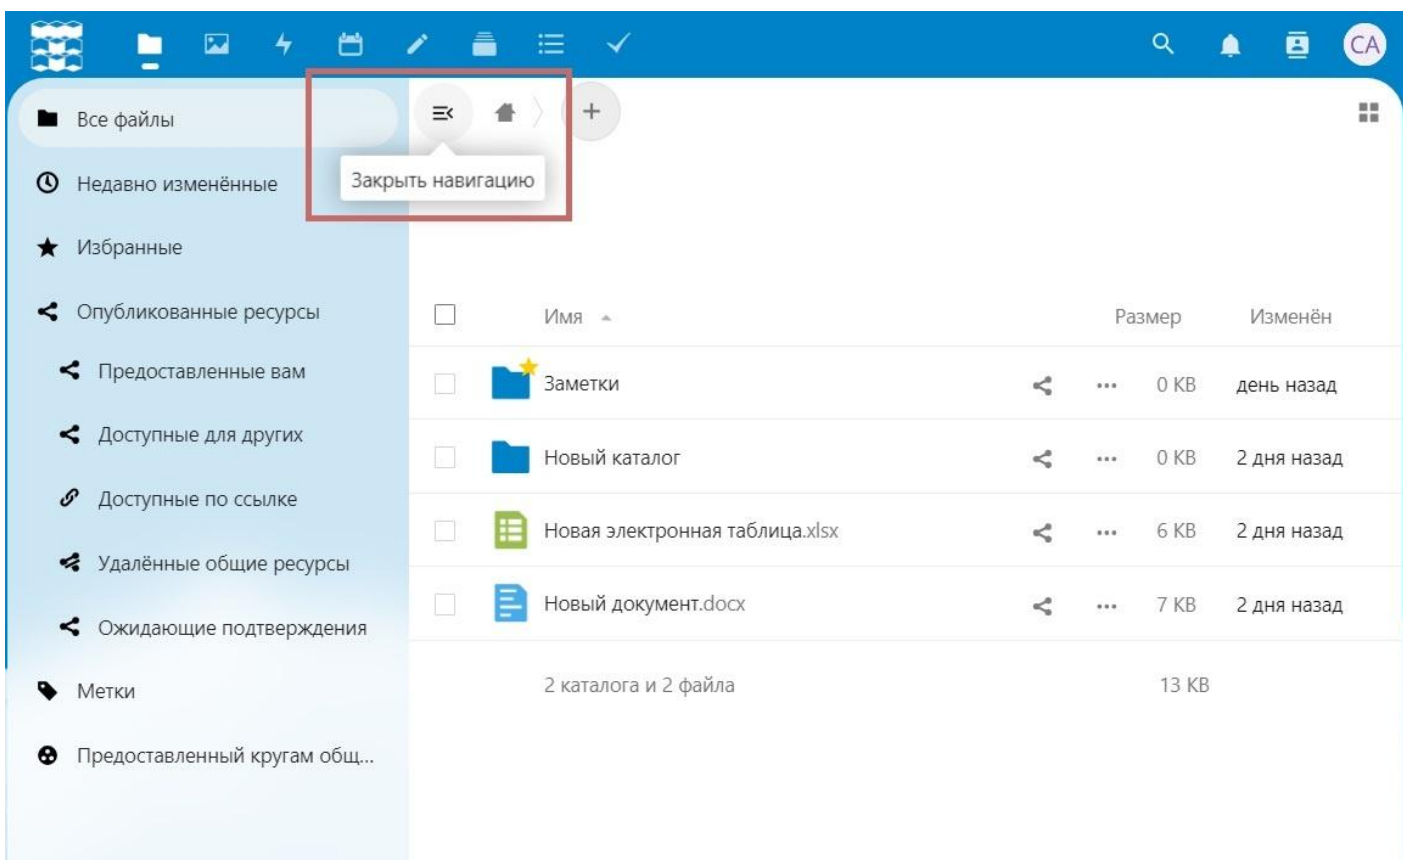 CA
Все файлы
Закрыть навигацию
Недавно изменённые
Избранные
Опубликованные ресурсы
Предоставленные вам
Доступные для других
Доступные по ссылке
Удалённые общие ресурсы
Ожидающие подтверждения
Метки
Предоставленный кругам общ...
Имя Размер Изменён
Заметки 0 KB день назад
Новый каталог 0 KB 2 дня назад
Новая электронная таблица.xlsx 6 KB 2 дня назад
Новый документ.docx 7 KB 2 дня назад
2 каталога и 2 файла 13 KB